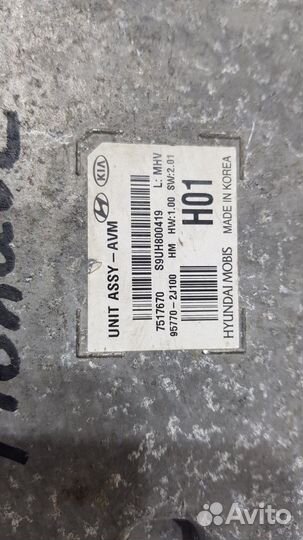 KIA
UNIT ASSY-AVM
7517670 S9UH800419 L: MHV
95770-2J100 HM HW:1.00 SW:2.01
H01
HYUNDAI MOBIS MADE IN KOREA
Avito